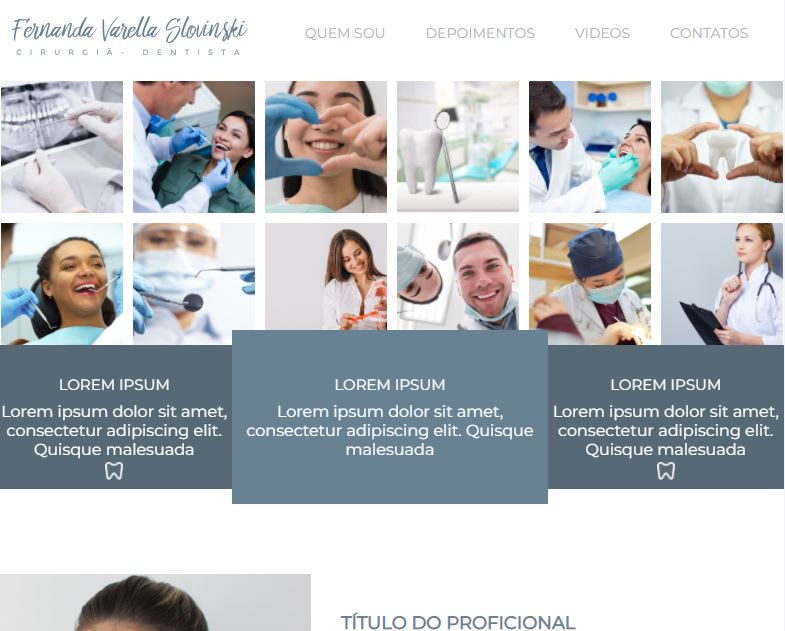 Fernanda Varella Slovinski
CIRURGIÃ- DENTISTA
QUEM SOU
DEPOIMENTOS
VIDEOS
CONTATOS
LOREM IPSUM
Lorem ipsum dolor sit amet,
consectetur adipiscing elit.
Quisque malesuada
LOREM IPSUM
Lorem ipsum dolor sit amet,
consectetur adipiscing elit. Quisque
malesuada
LOREM IPSUM
Lorem ipsum dolor sit amet,
consectetur adipiscing elit.
Quisque malesuada
TÍTULO DO PROFICIONAL